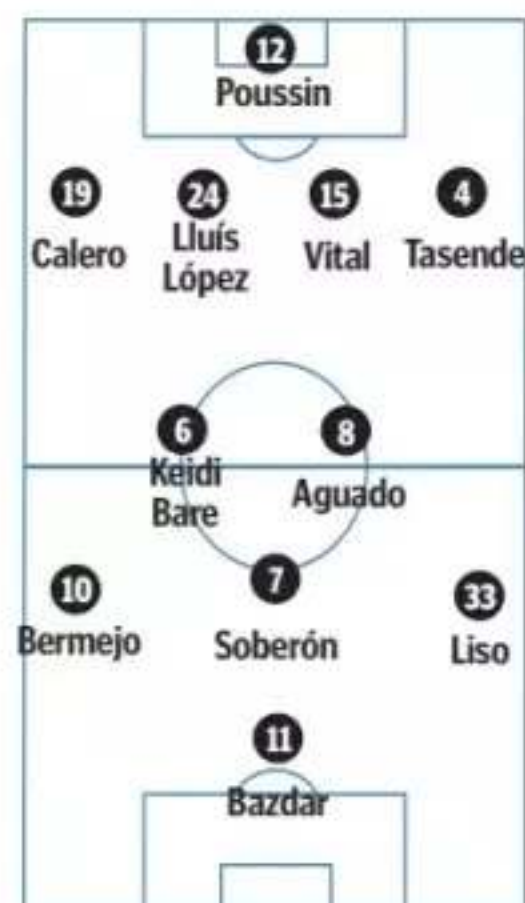 12
Poussin
19 24 15 4
Calero Lluís López Vital Tasende
6 8
Keidi Bare Aguado
10 7 33
Bermejo Soberón Liso
11
Bazdar